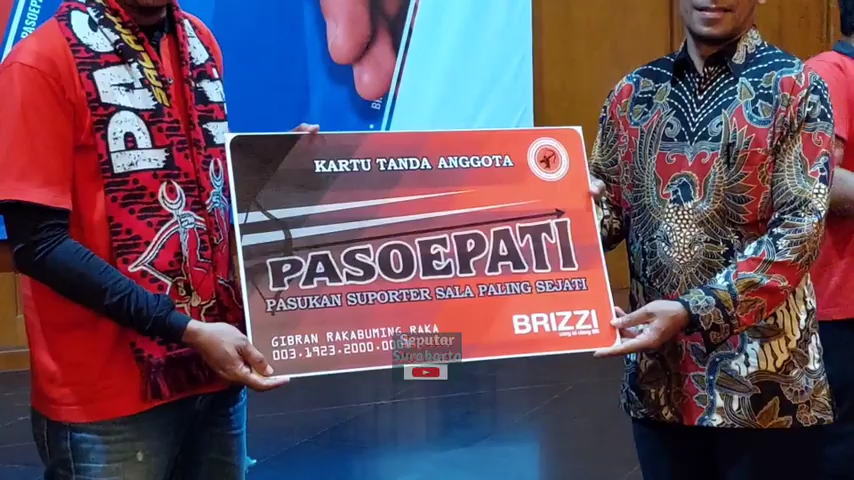 KARTU TANDA ANGGOTA
PASOEPATI
PASUKAN SUPORTER SALA PALING SEJATI
GIBRAN RAKABUMING RAKA
003.1923.2000.00
BRIZZI
Seputar
Surakarta
PASOEP